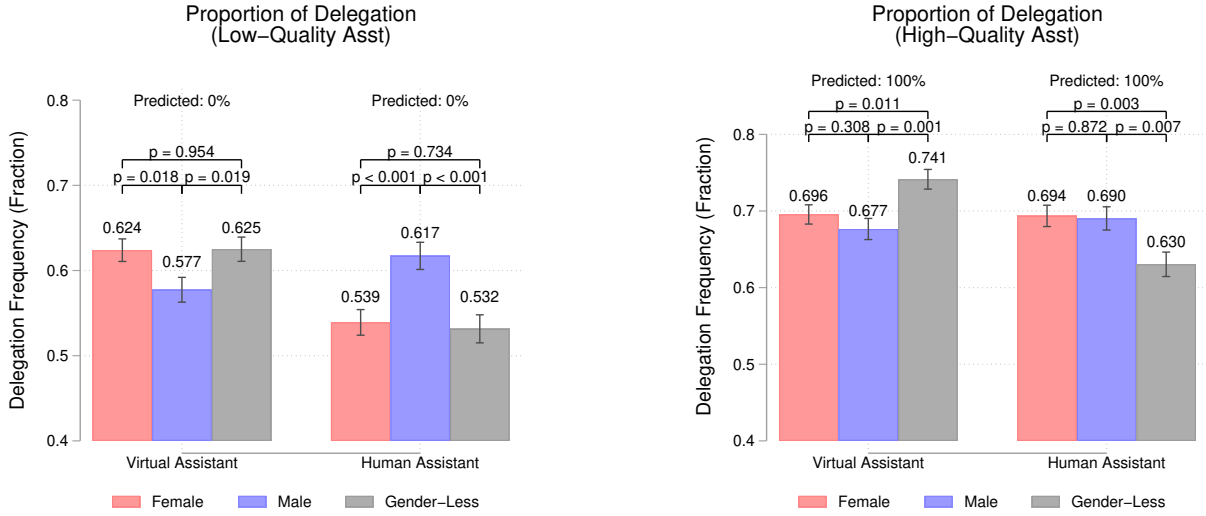 Proportion of Delegation
(Low−Quality Asst)
Predicted: 0%
Predicted: 0%
p = 0.954
p = 0.734
p = 0.018
p = 0.019
p < 0.001
p < 0.001
0.624
0.577
0.625
0.539
0.617
0.532
0.8
0.7
0.6
0.5
0.4
Delegation Frequency (Fraction)
Virtual Assistant
Human Assistant
Female
Male
Gender−Less
Proportion of Delegation
(High−Quality Asst)
Predicted: 100%
Predicted: 100%
p = 0.011
p = 0.003
p = 0.308
p = 0.001
p = 0.872
p = 0.007
0.696
0.677
0.741
0.694
0.690
0.630
0.8
0.7
0.6
0.5
0.4
Delegation Frequency (Fraction)
Virtual Assistant
Human Assistant
Female
Male
Gender−Less